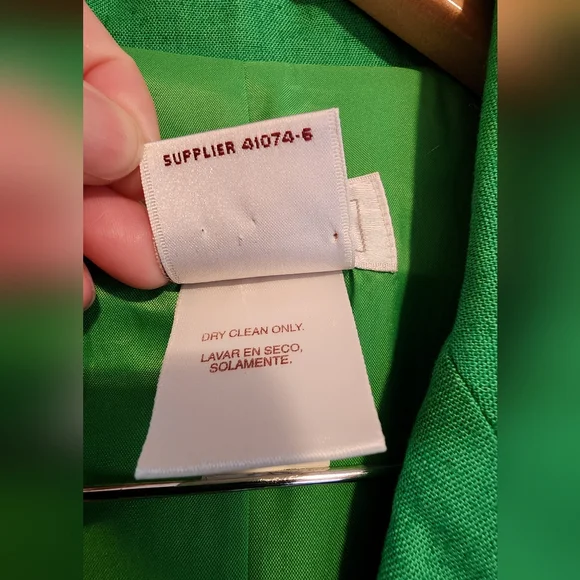 SUPPLIER 41074-6
DRY CLEAN ONLY.
LAVAR EN SECO,
SOLAMENTE.